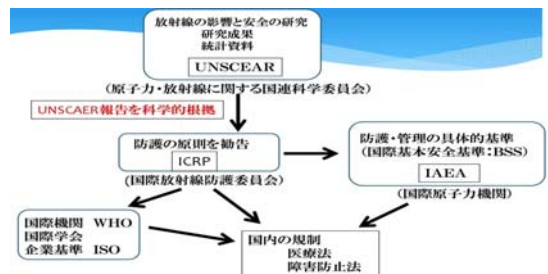 放射線の影響と安全の研究
研究成果
統計資料
UNSCEAR
(原子力・放射線に関する国連科学委員会)
UNSCAER報告を科学的根拠
防護の原則を勧告
ICRP
(国際放射線防護委員会)
防護・管理の具体的基準
(国際基本安全基準:BSS)
IAEA
(国際原子力機関)
国際機関 WHO
国際学会
企業基準 ISO
国内の規制
医療法
障害防止法